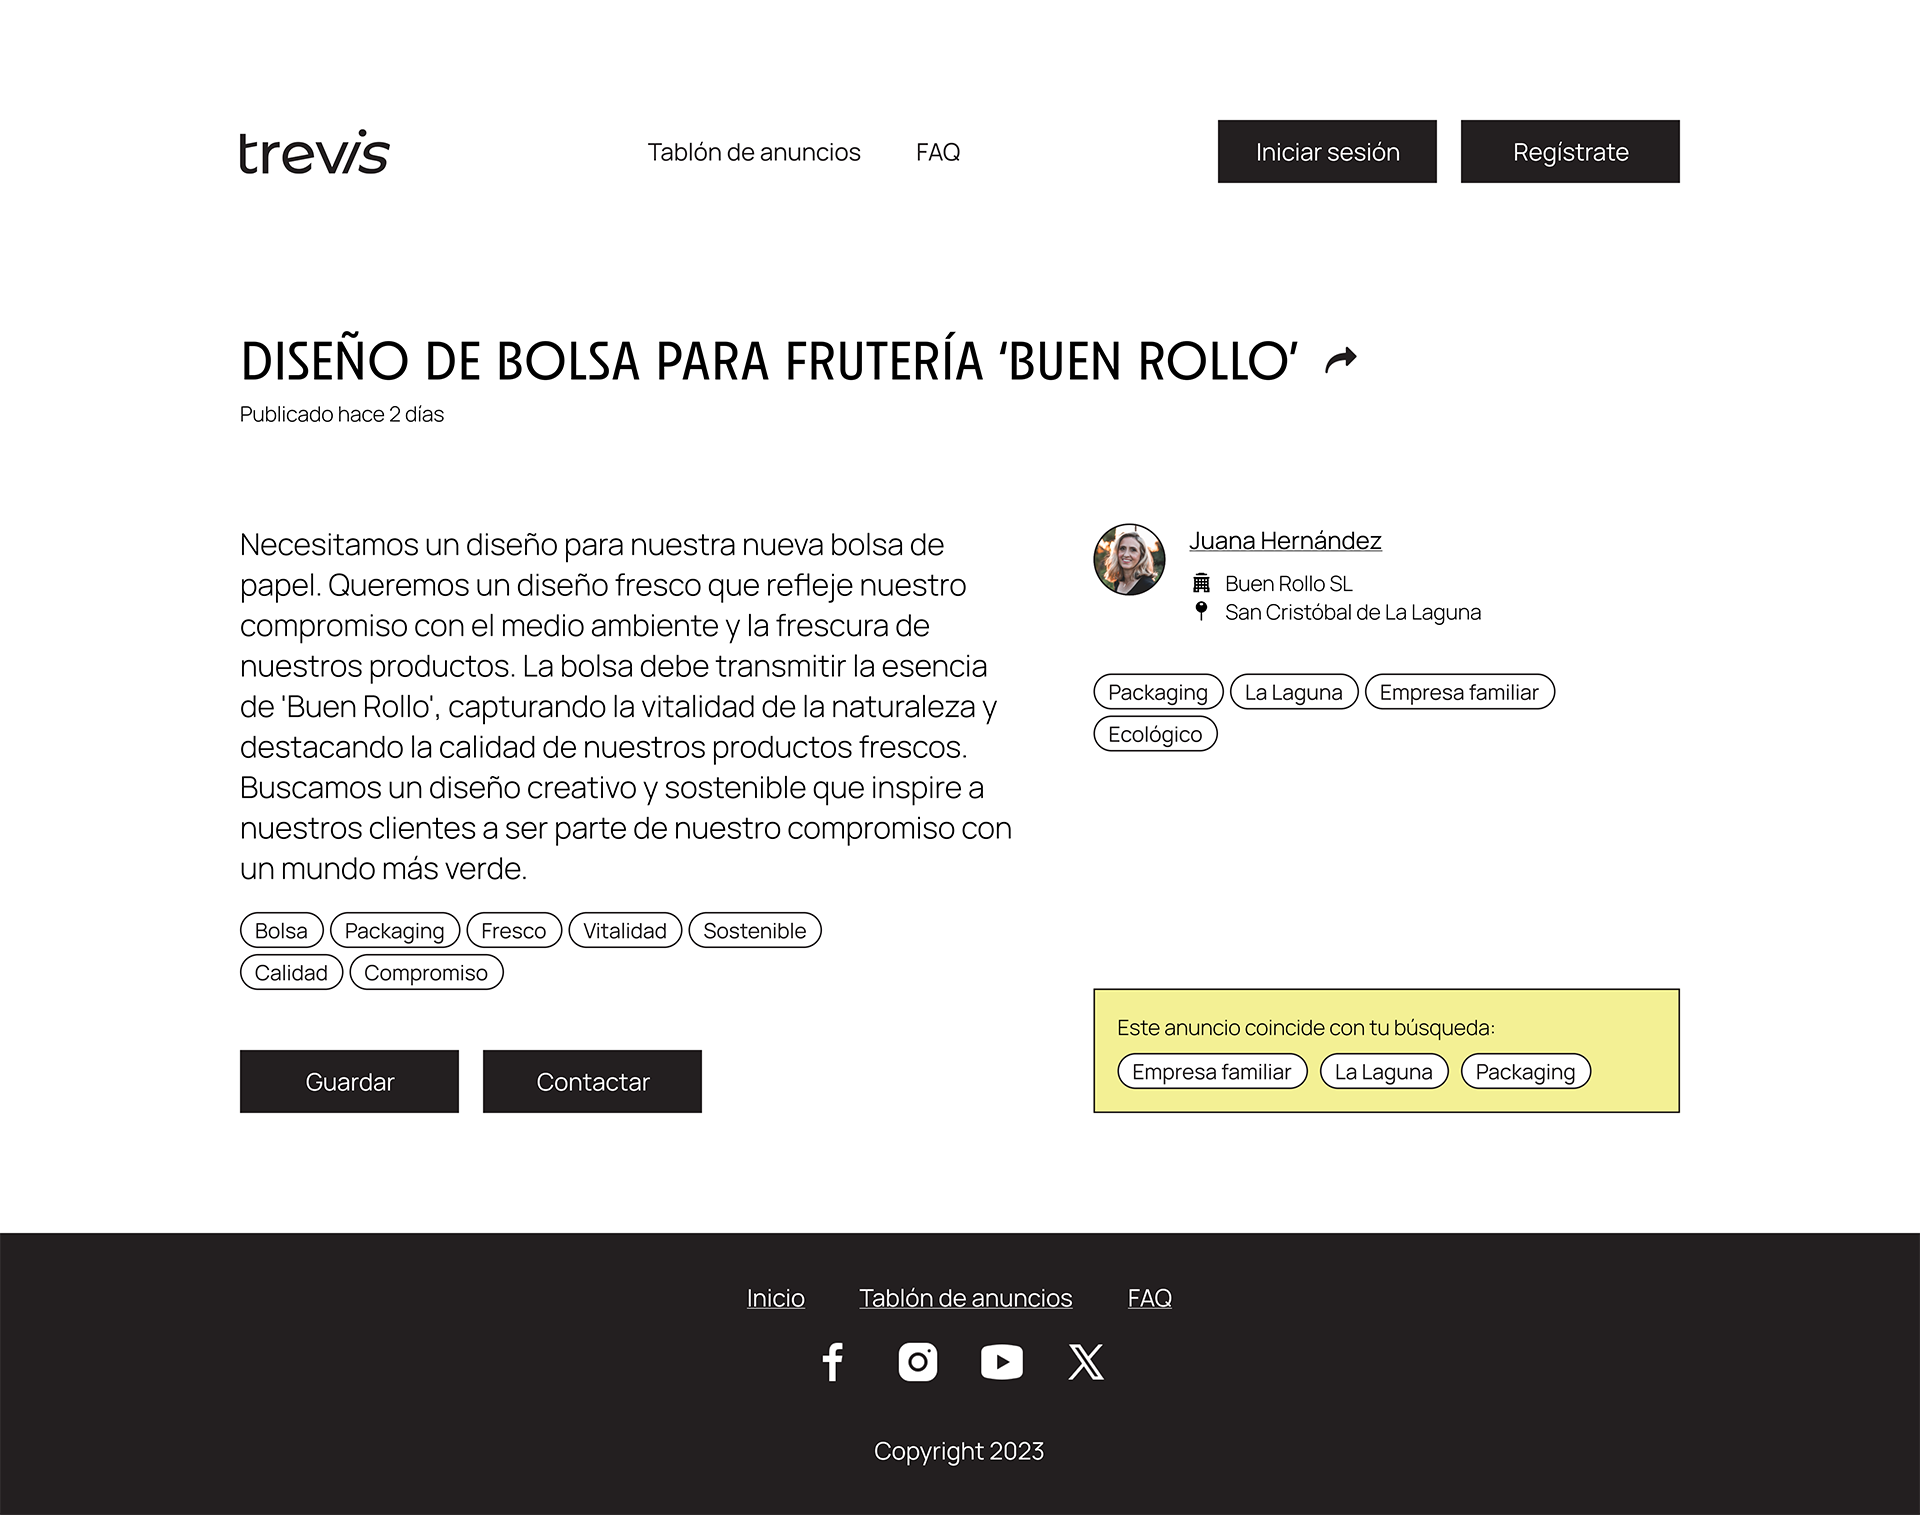 trevis
Tablón de anuncios
FAQ
Iniciar sesión
Regístrate
DISEÑO DE BOLSA PARA FRUTERÍA ‘BUEN ROLLO’
Publicado hace 2 días
Necesitamos un diseño para nuestra nueva bolsa de
papel. Queremos un diseño fresco que refleje nuestro
compromiso con el medio ambiente y la frescura de
nuestros productos. La bolsa debe transmitir la esencia
de 'Buen Rollo', capturando la vitalidad de la naturaleza y
destacando la calidad de nuestros productos frescos.
Buscamos un diseño creativo y sostenible que inspire a
nuestros clientes a ser parte de nuestro compromiso con
un mundo más verde.
Bolsa
Packaging
Fresco
Vitalidad
Sostenible
Calidad
Compromiso
Guardar
Contactar
Juana Hernández
Buen Rollo SL
San Cristóbal de La Laguna
Packaging
La Laguna
Empresa familiar
Ecológico
Este anuncio coincide con tu búsqueda:
Empresa familiar
La Laguna
Packaging
Inicio
Tablón de anuncios
FAQ
Copyright 2023